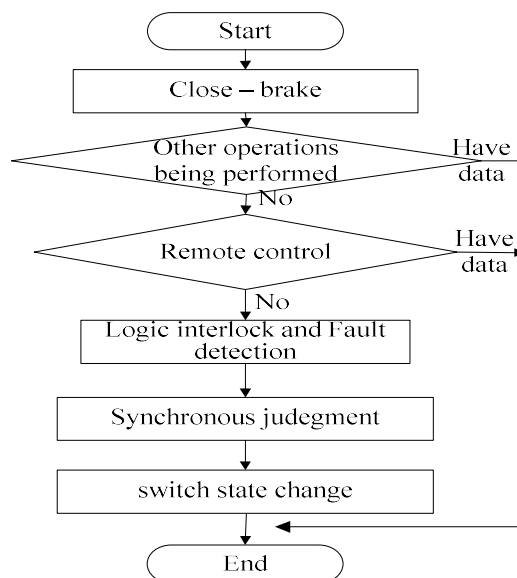 Start
Close – brake
Other operations
being performed
Have
data
No
Remote control
Have
data
No
Logic interlock and Fault
detection
Synchronous judegment
switch state change
End